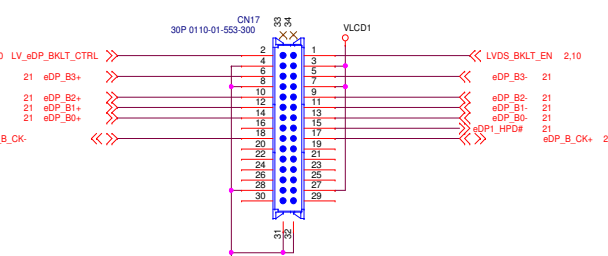 CN17
30P 0110-01-553-300
33
34
VLCD1
0 LV_eDP_BKLT_CTRL 2 1 LVDS_BKLT_EN 2,10
4 3
21 eDP_B3+ 6 5 eDP_B3- 21
8 7
21 eDP_B2+ 10 9 eDP_B2- 21
21 eDP_B1+ 12 11 eDP_B1- 21
21 eDP_B0+ 14 13 eDP_B0- 21
16 15 eDP1_HPD# 21
B_CK- 18 17 eDP_B_CK+ 2
20 19
22 21
24 23
26 25
28 27
30 29
31
32